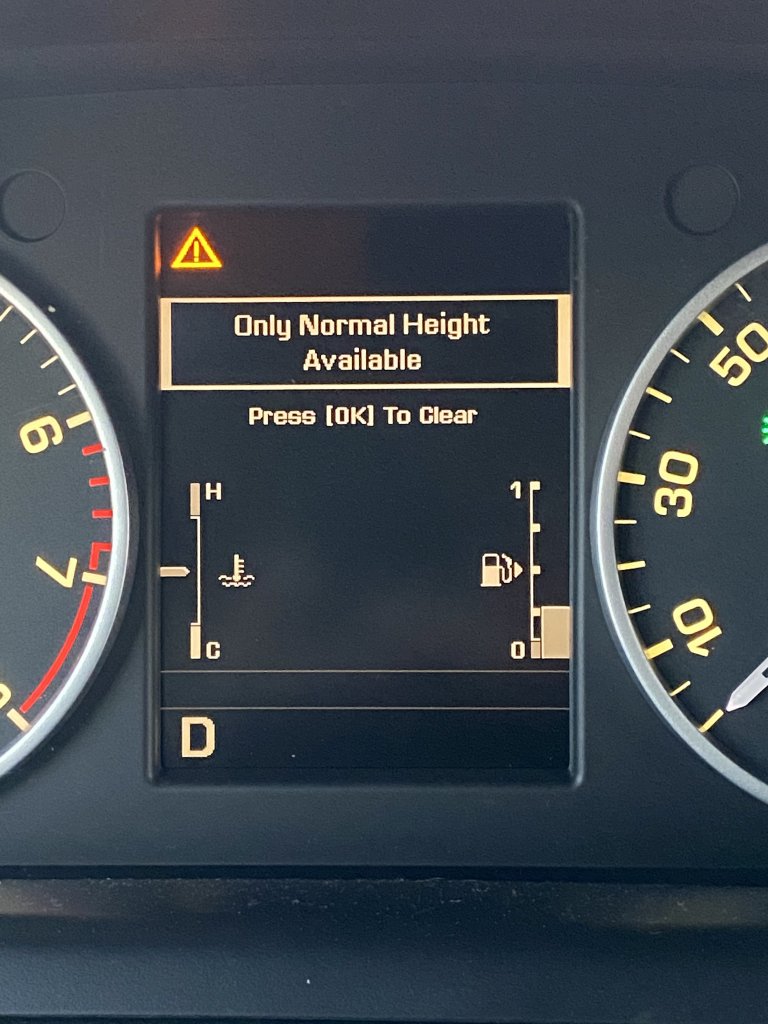 Only Normal Height
Available
Press [OK] To Clear
H
1
C
0
D
6
7
50
30
10